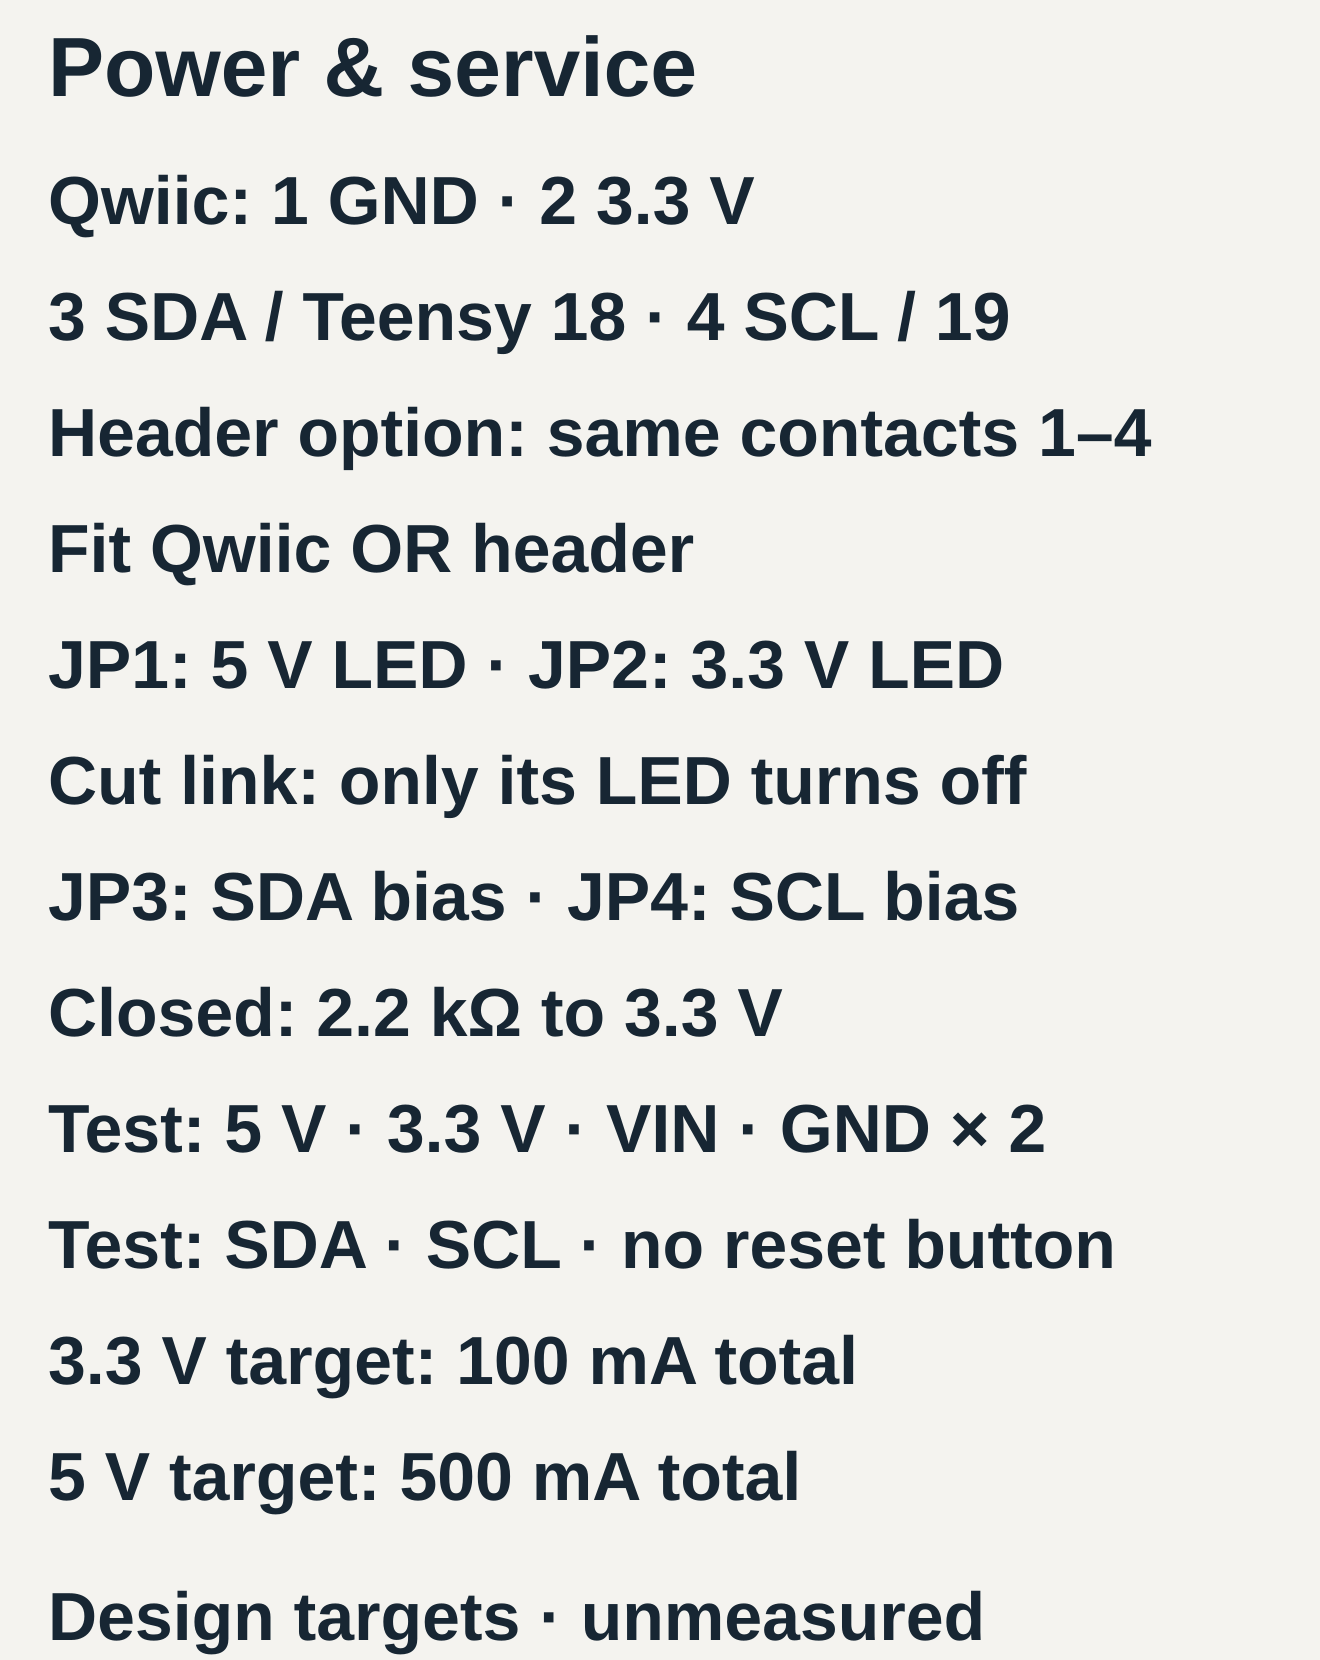 Power & service
Qwiic: 1 GND · 2 3.3 V
3 SDA / Teensy 18 · 4 SCL / 19
Header option: same contacts 1–4
Fit Qwiic OR header
JP1: 5 V LED · JP2: 3.3 V LED
Cut link: only its LED turns off
JP3: SDA bias · JP4: SCL bias
Closed: 2.2 kΩ to 3.3 V
Test: 5 V · 3.3 V · VIN · GND × 2
Test: SDA · SCL · no reset button
3.3 V target: 100 mA total
5 V target: 500 mA total
Design targets · unmeasured